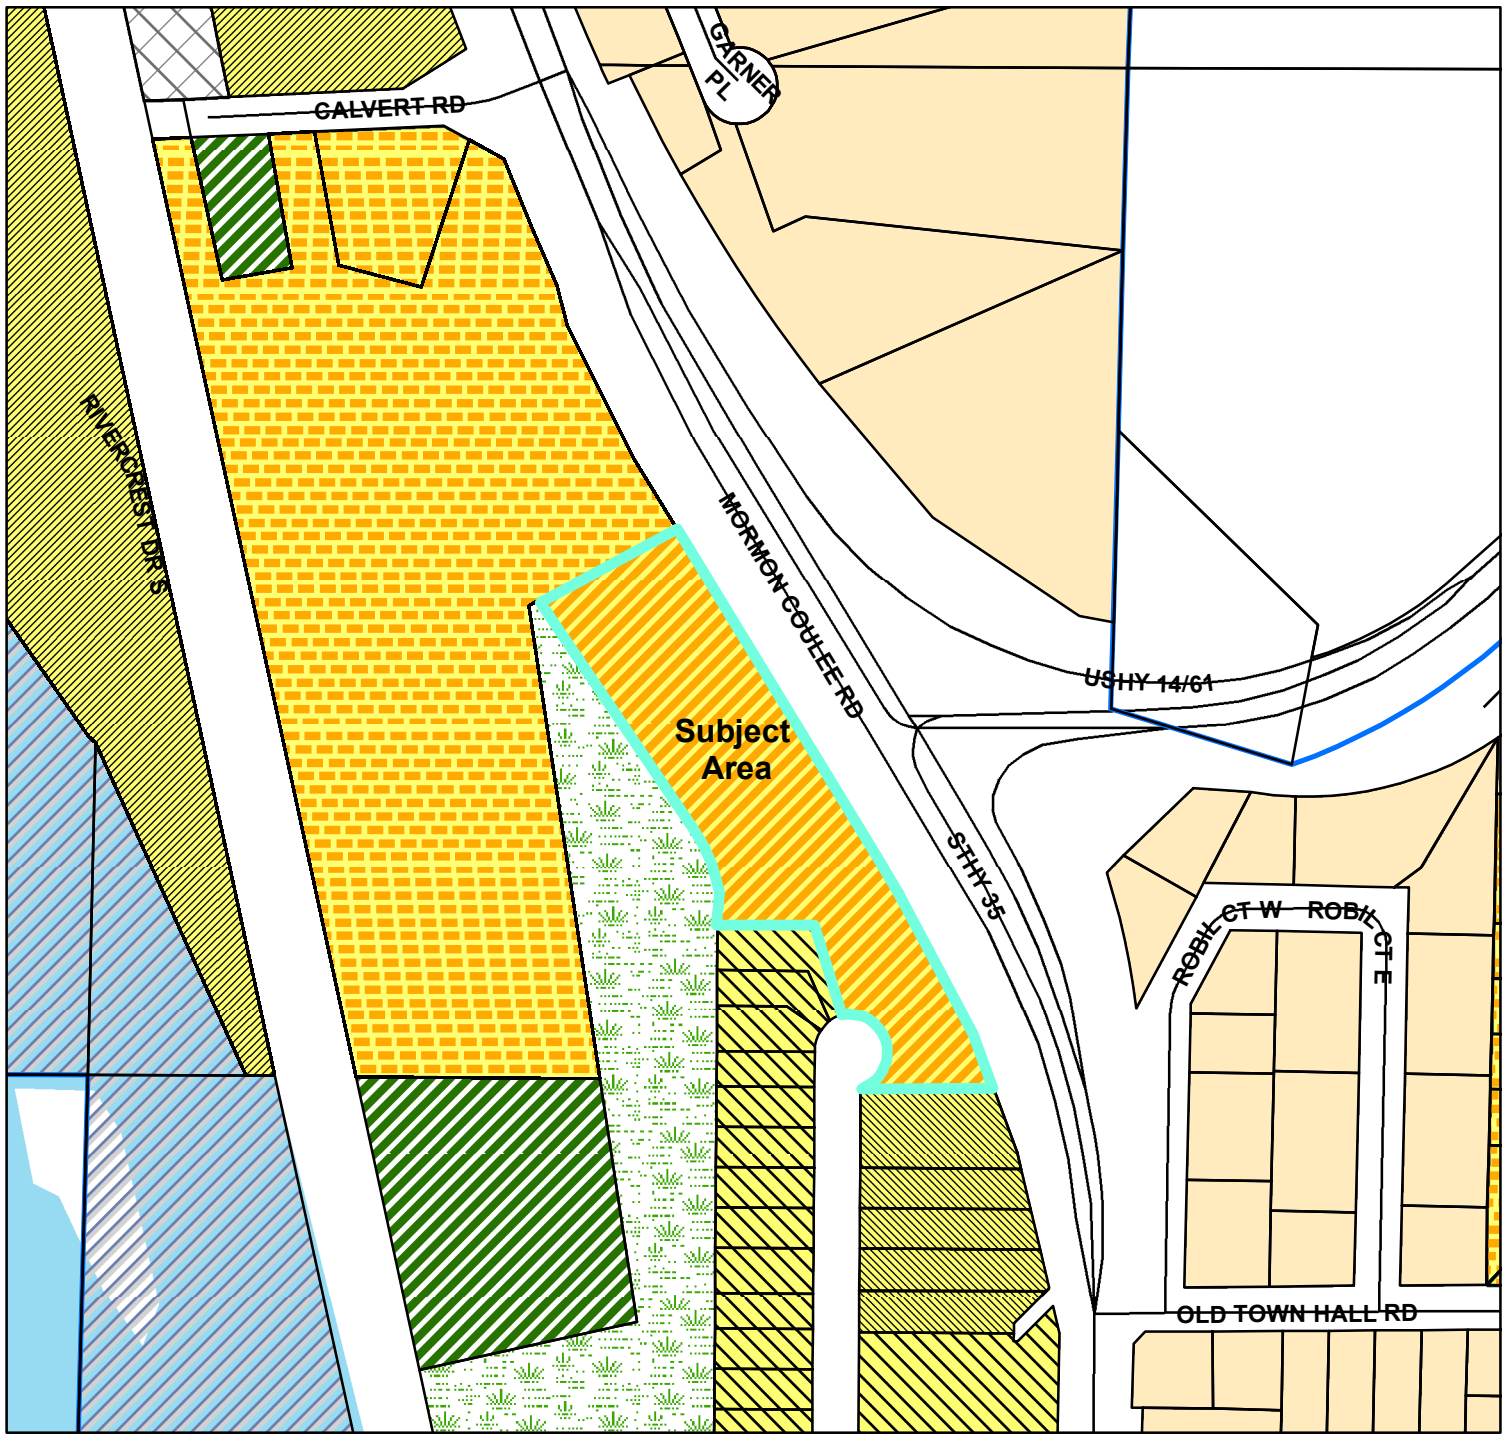 GARNER
PL
CALVERT RD
RIVERCREST DR S
MORMON COULEE RD
USHY 14/61
Subject
Area
STHY 35
ROBIL CT W
ROBIL CT E
OLD TOWN HALL RD